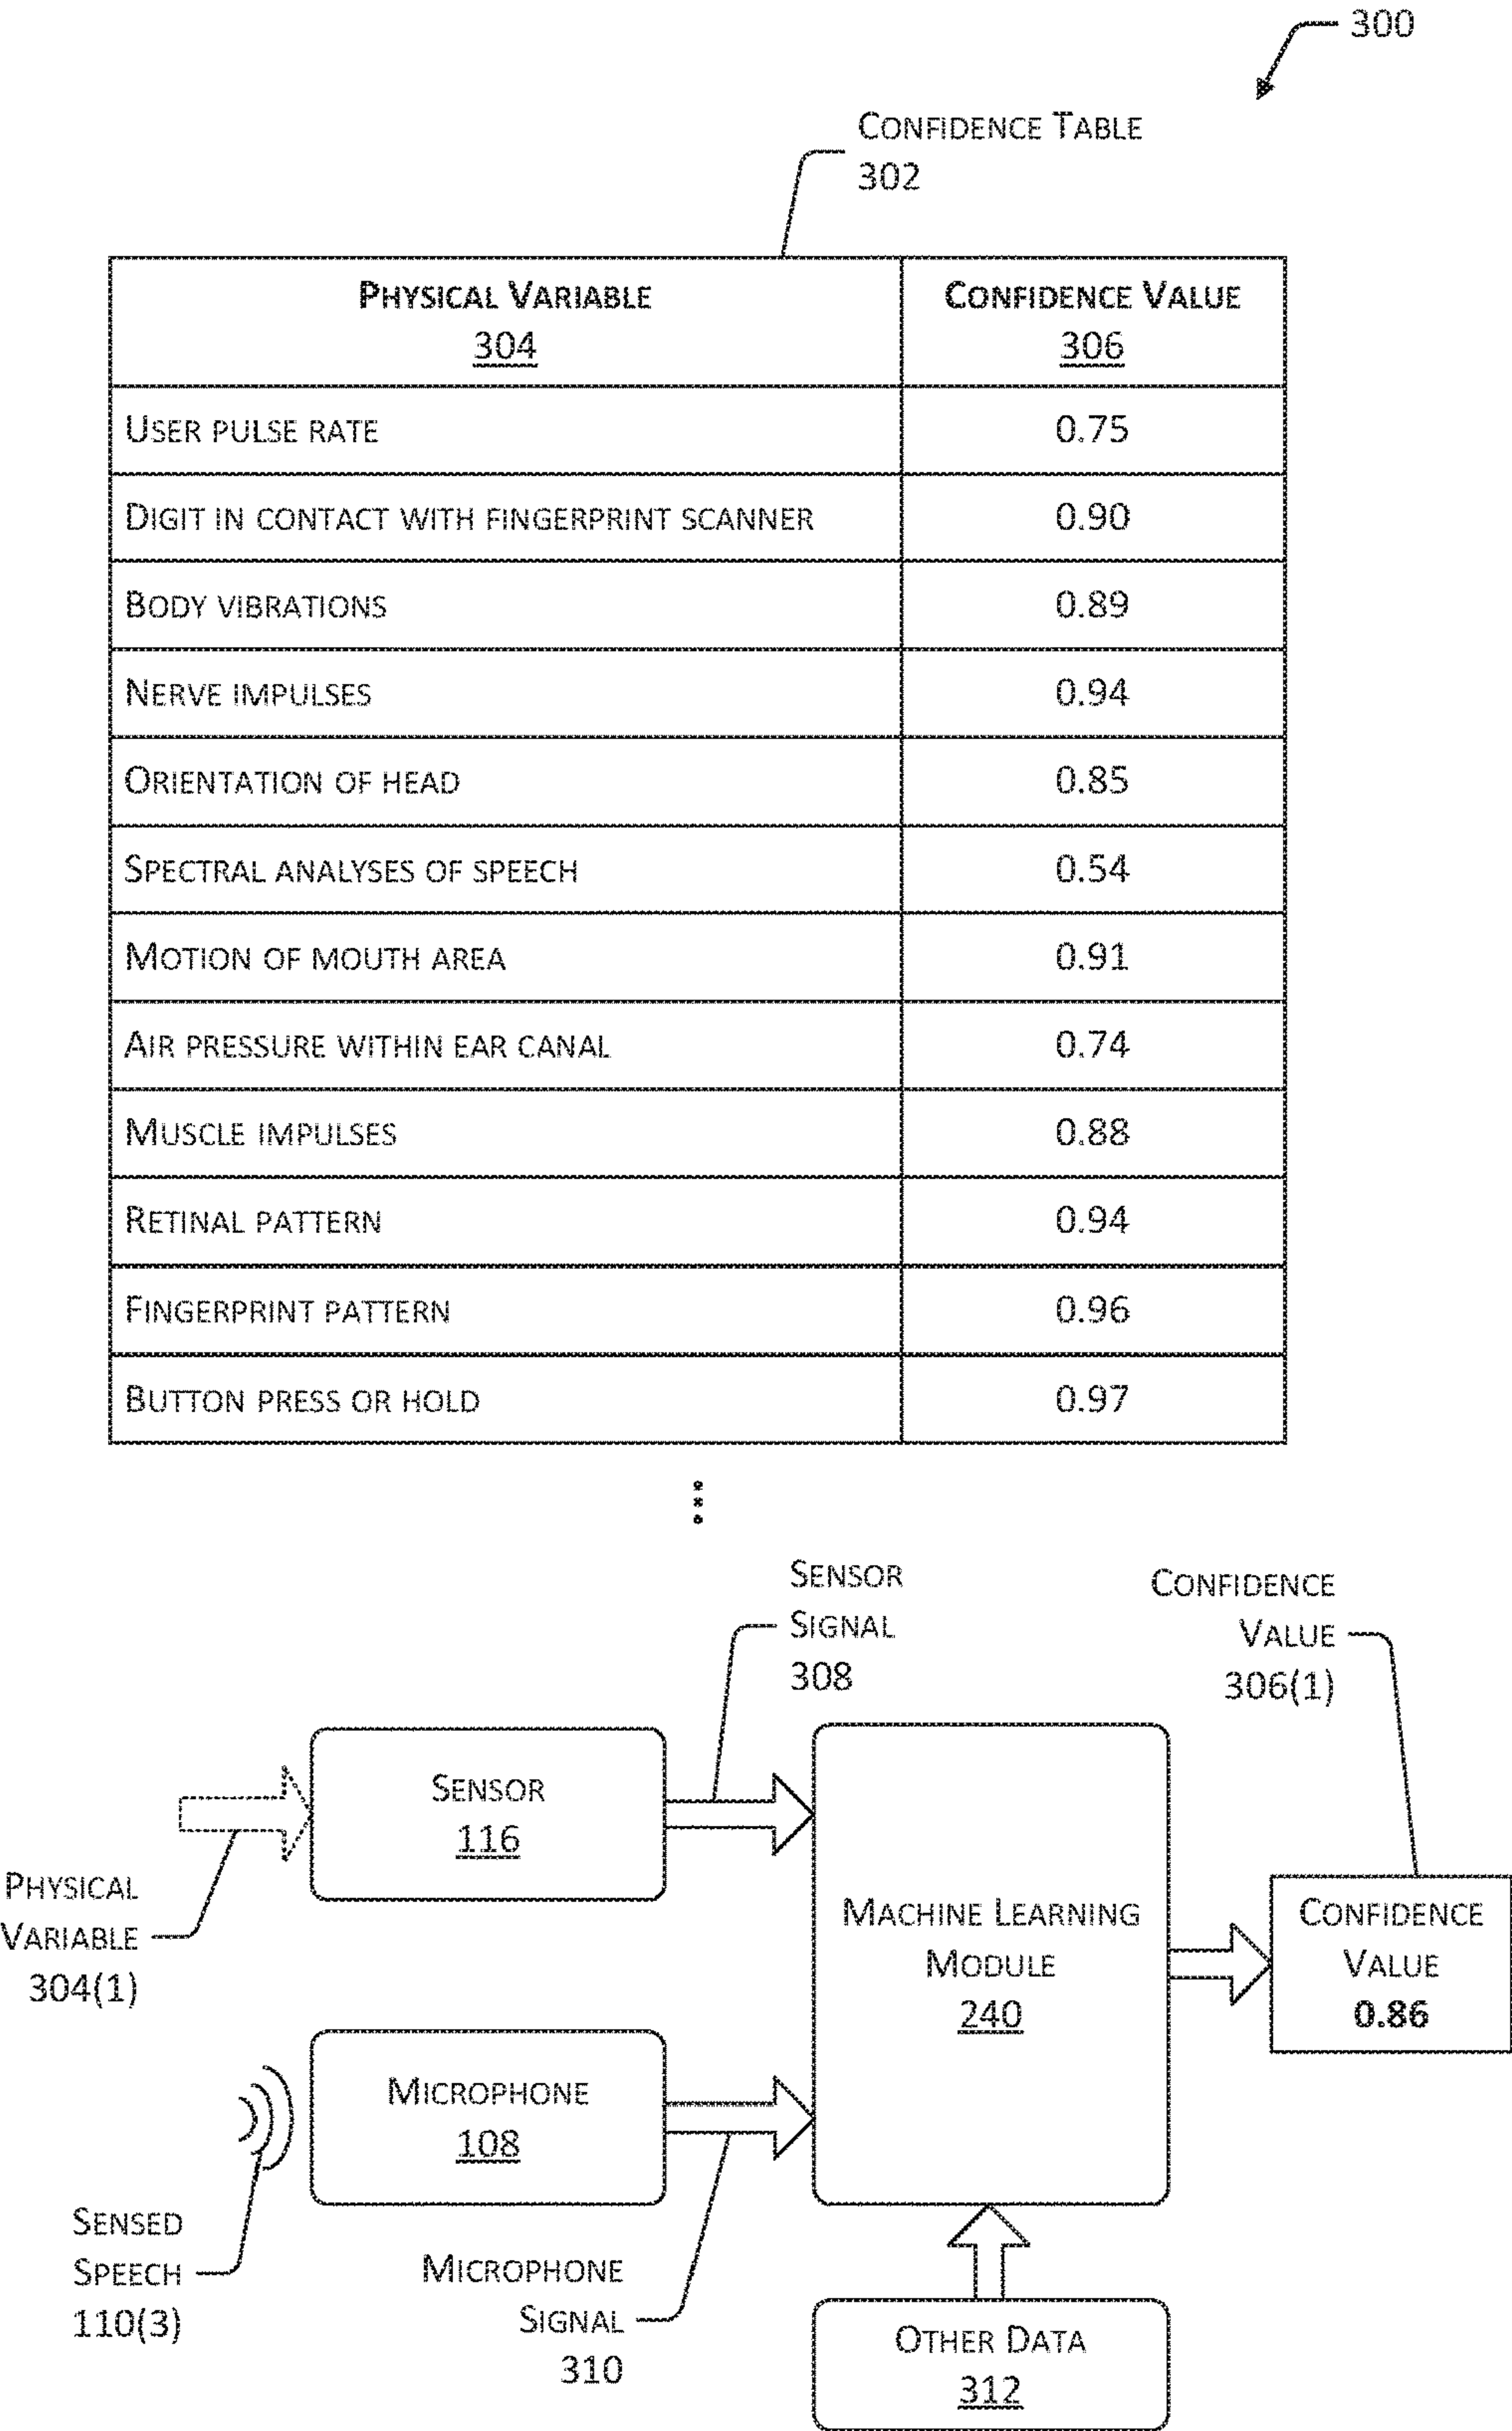 300
Confidence Table
302
Physical Variable
304
Confidence Value
306
User pulse rate
0.75
Digit in contact with fingerprint scanner
0.90
Body vibrations
0.89
Nerve impulses
0.94
Orientation of head
0.85
Spectral analyses of speech
0.54
Motion of mouth area
0.91
Air pressure within ear canal
0.74
Muscle impulses
0.88
Retinal pattern
0.94
Fingerprint pattern
0.96
Button press or hold
0.97
Sensor
Signal
308
Confidence
Value
306(1)
Sensor
116
Physical
Variable
304(1)
Machine Learning
Module
240
Confidence
Value
0.86
Microphone
108
Sensed
Speech
110(3)
Microphone
Signal
310
Other Data
312